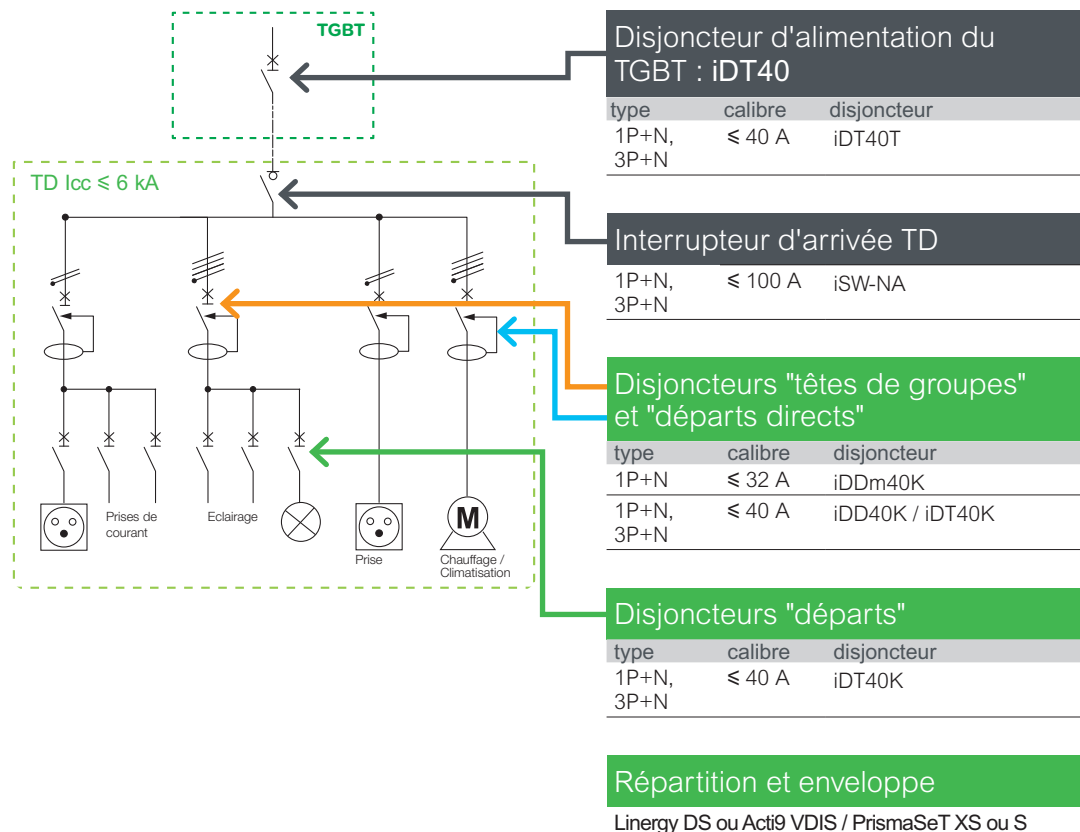 TGBT
TD Icc ⩽ 6 kA
Prises de
courant
Eclairage
Prise
M
Chauffage /
Climatisation
Disjoncteur d'alimentation du
TGBT : iDT40
type calibre disjoncteur
1P+N, ⩽ 40 A iDT40T
3P+N
Interrupteur d'arrivée TD
1P+N, ⩽ 100 A iSW-NA
3P+N
Disjoncteurs "têtes de groupes"
et "départs directs"
type calibre disjoncteur
1P+N ⩽ 32 A iDDm40K
1P+N, ⩽ 40 A iDD40K / iDT40K
3P+N
Disjoncteurs "départs"
type calibre disjoncteur
1P+N, ⩽ 40 A iDT40K
3P+N
Répartition et enveloppe
Linergy DS ou Acti9 VDIS / PrismaSeT XS ou S